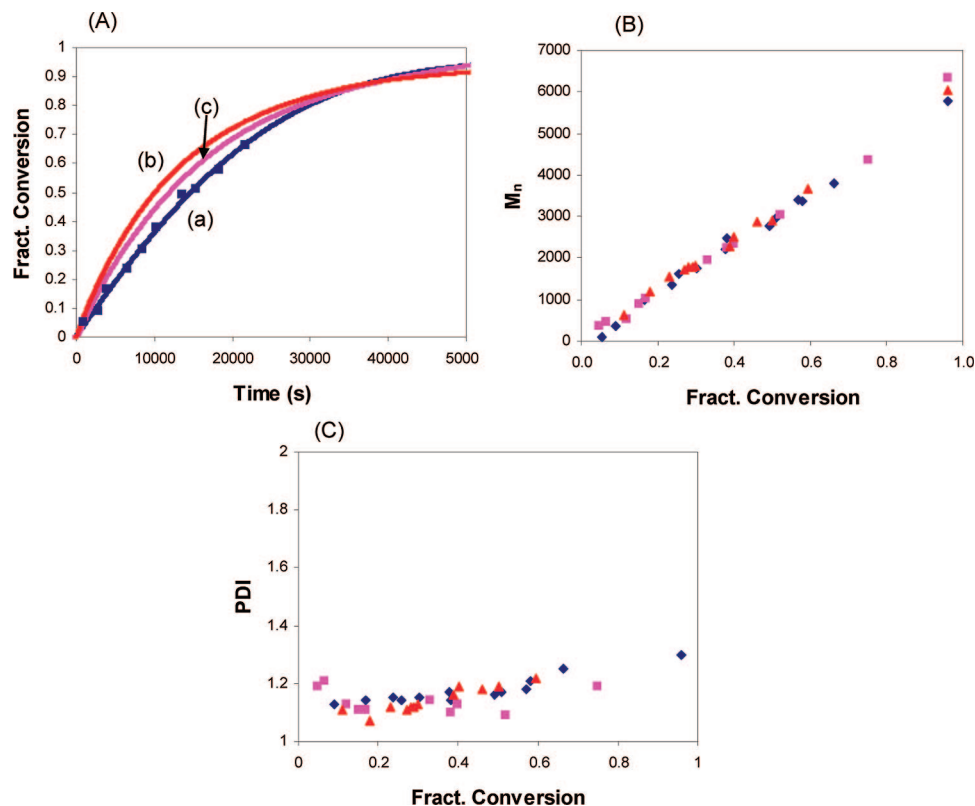 (A)
Fract. Conversion
1
0.9
0.8
0.7
0.6
0.5
0.4
0.3
0.2
0.1
0
(c)
(b)
(a)
0 10000 20000 30000 40000 5000
Time (s)
(B)
Mn
7000
6000
5000
4000
3000
2000
1000
0
0.0 0.2 0.4 0.6 0.8 1.0
Fract. Conversion
(C)
PDI
2
1.8
1.6
1.4
1.2
1
0 0.2 0.4 0.6 0.8 1
Fract. Conversion